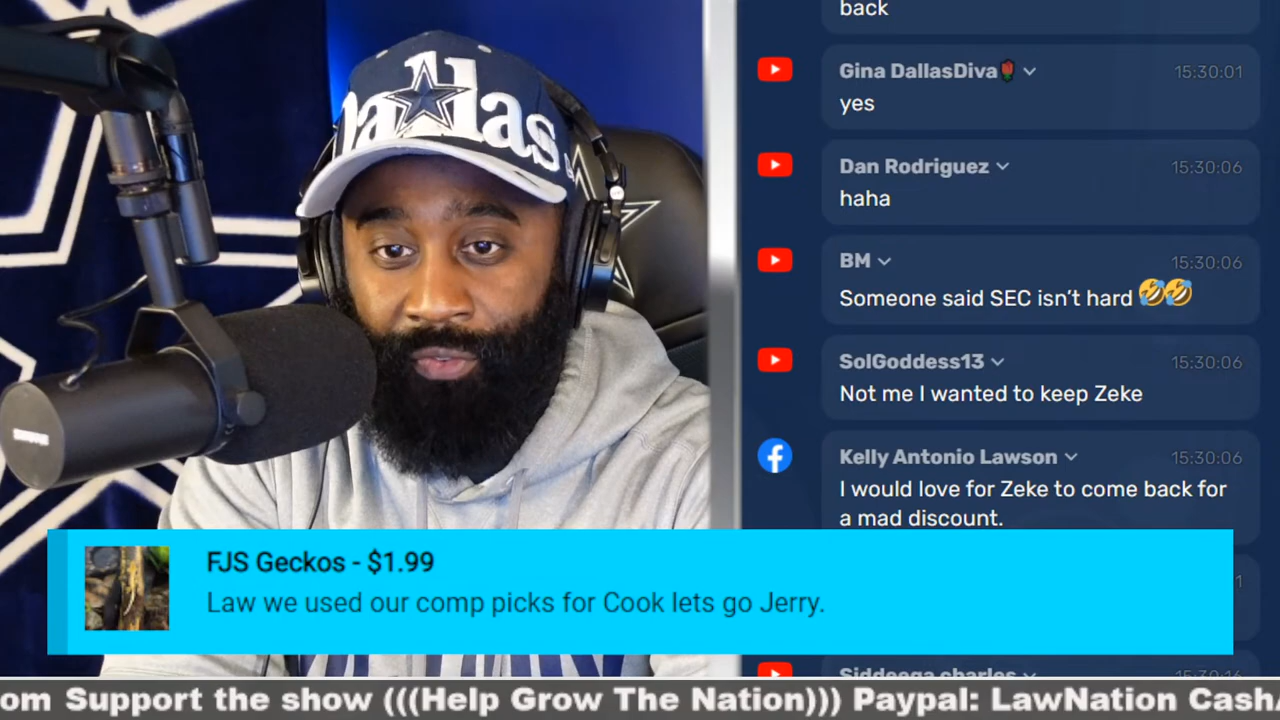 Dallas
SHURE
back
Gina DallasDiva🌹 15:30:01
yes
Dan Rodriguez 15:30:06
haha
BM 15:30:06
Someone said SEC isn't hard 🤣🤣
SolGoddess13 15:30:06
Not me I wanted to keep Zeke
Kelly Antonio Lawson 15:30:06
I would love for Zeke to come back for
a mad discount.
FJS Geckos - $1.99
Law we used our comp picks for Cook lets go Jerry.
om Support the show (((Help Grow The Nation))) Paypal: LawNation Cash